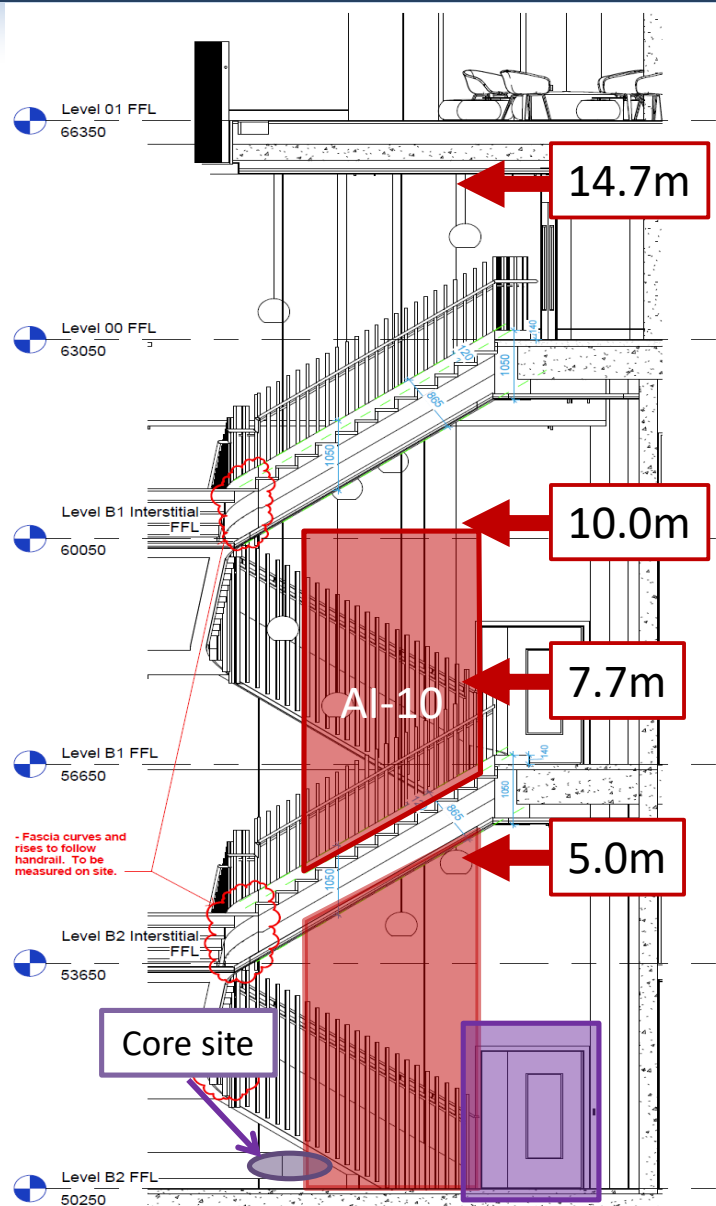 Level 01 FFL
66350
14.7m
Level 00 FFL
63050
140
120
1050
865
1050
Level B1 Interstitial
FFL
60050
10.0m
7.7m
AI-10
Level B1 FFL
56650
140
1050
865
- Fascia curves and
rises to follow
handrail. To be
measured on site.
1050
5.0m
Level B2 Interstitial
FFL
53650
Core site
Level B2 FFL
50250